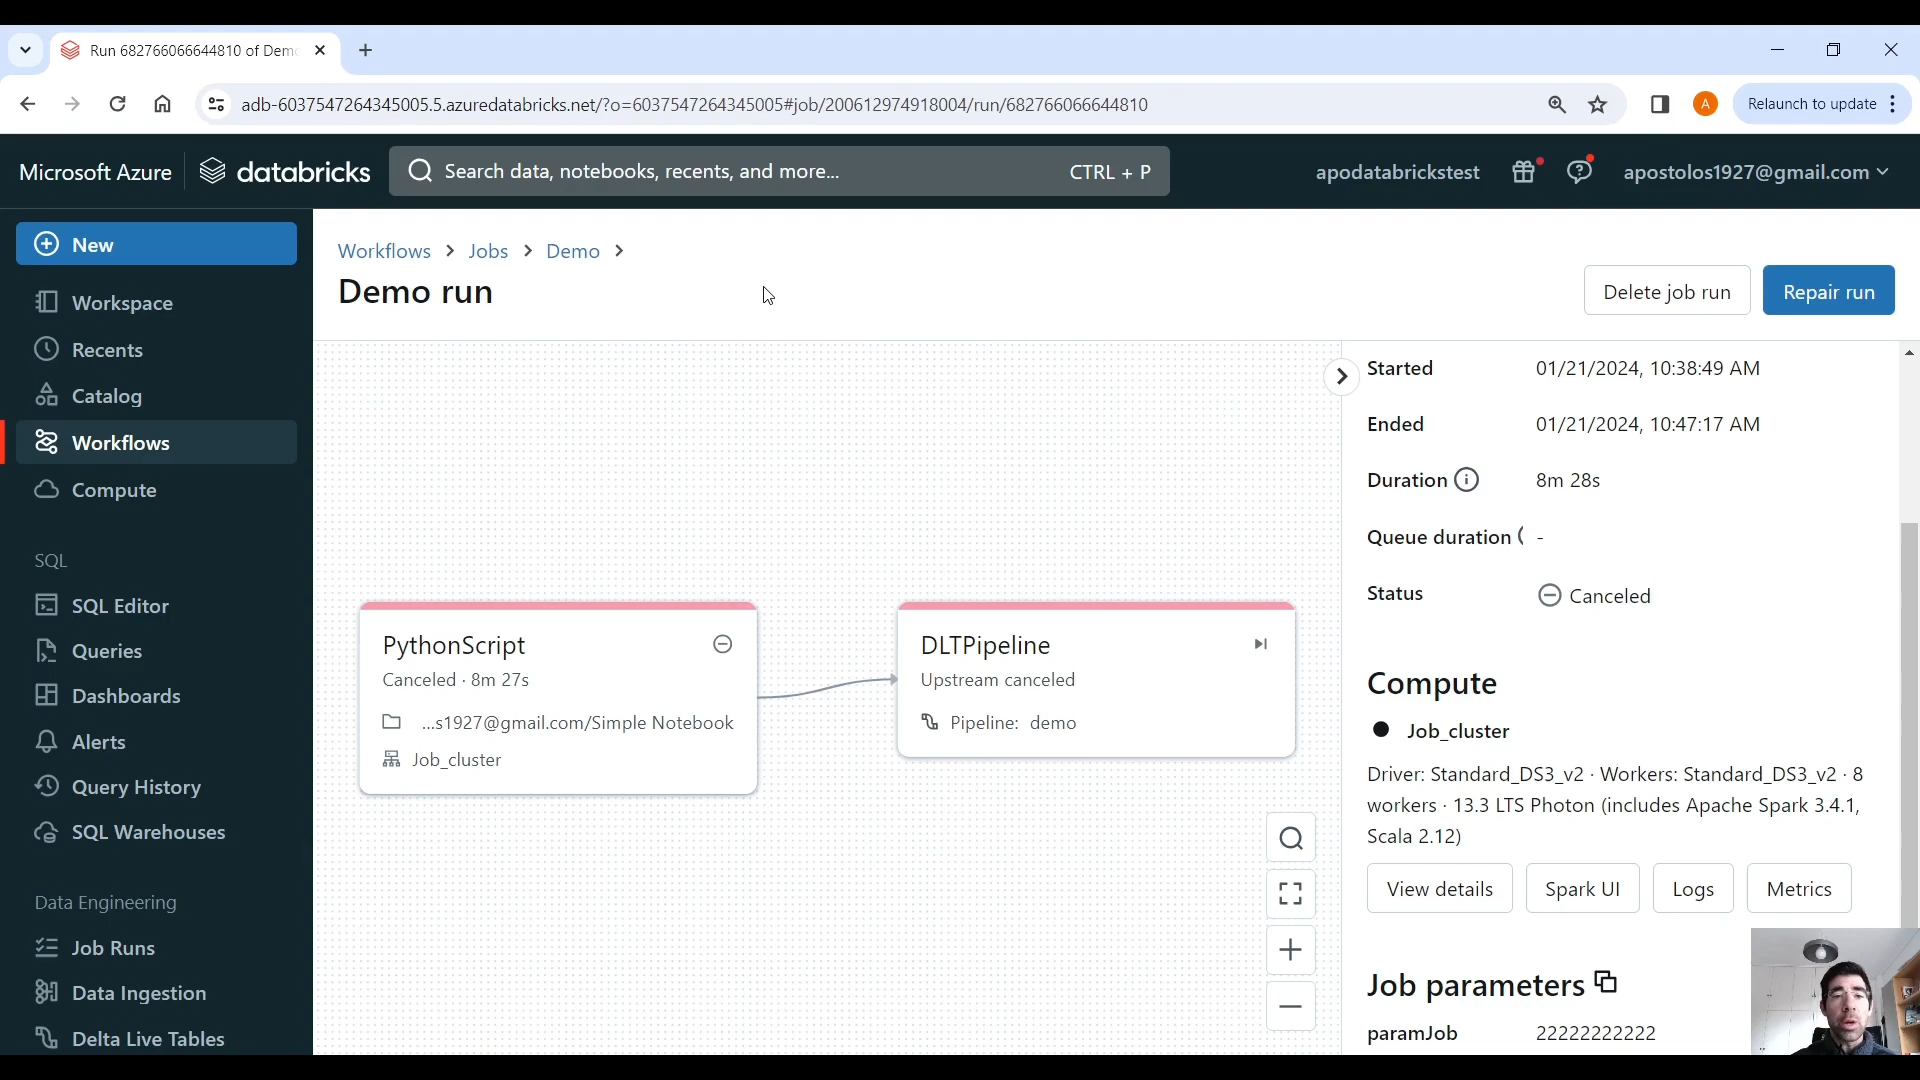 Run 682766066644810 of Dem
adb-6037547264345005.5.azuredatabricks.net/?o=6037547264345005#job/200612974918004/run/682766066644810
A
Relaunch to update
Microsoft Azure
databricks
Search data, notebooks, recents, and more...
CTRL + P
apodatabrickstest
apostolos1927@gmail.com
New
Workspace
Recents
Catalog
Workflows
Compute
SQL
SQL Editor
Queries
Dashboards
Alerts
Query History
SQL Warehouses
Data Engineering
Job Runs
Data Ingestion
Delta Live Tables
Workflows > Jobs > Demo >
Demo run
Delete job run
Repair run
PythonScript
Canceled · 8m 27s
...s1927@gmail.com/Simple Notebook
Job_cluster
DLTPipeline
Upstream canceled
Pipeline: demo
Started 01/21/2024, 10:38:49 AM
Ended 01/21/2024, 10:47:17 AM
Duration 8m 28s
Queue duration -
Status Canceled
Compute
Job_cluster
Driver: Standard_DS3_v2 · Workers: Standard_DS3_v2 · 8
workers · 13.3 LTS Photon (includes Apache Spark 3.4.1,
Scala 2.12)
View details
Spark UI
Logs
Metrics
Job parameters
paramJob 22222222222